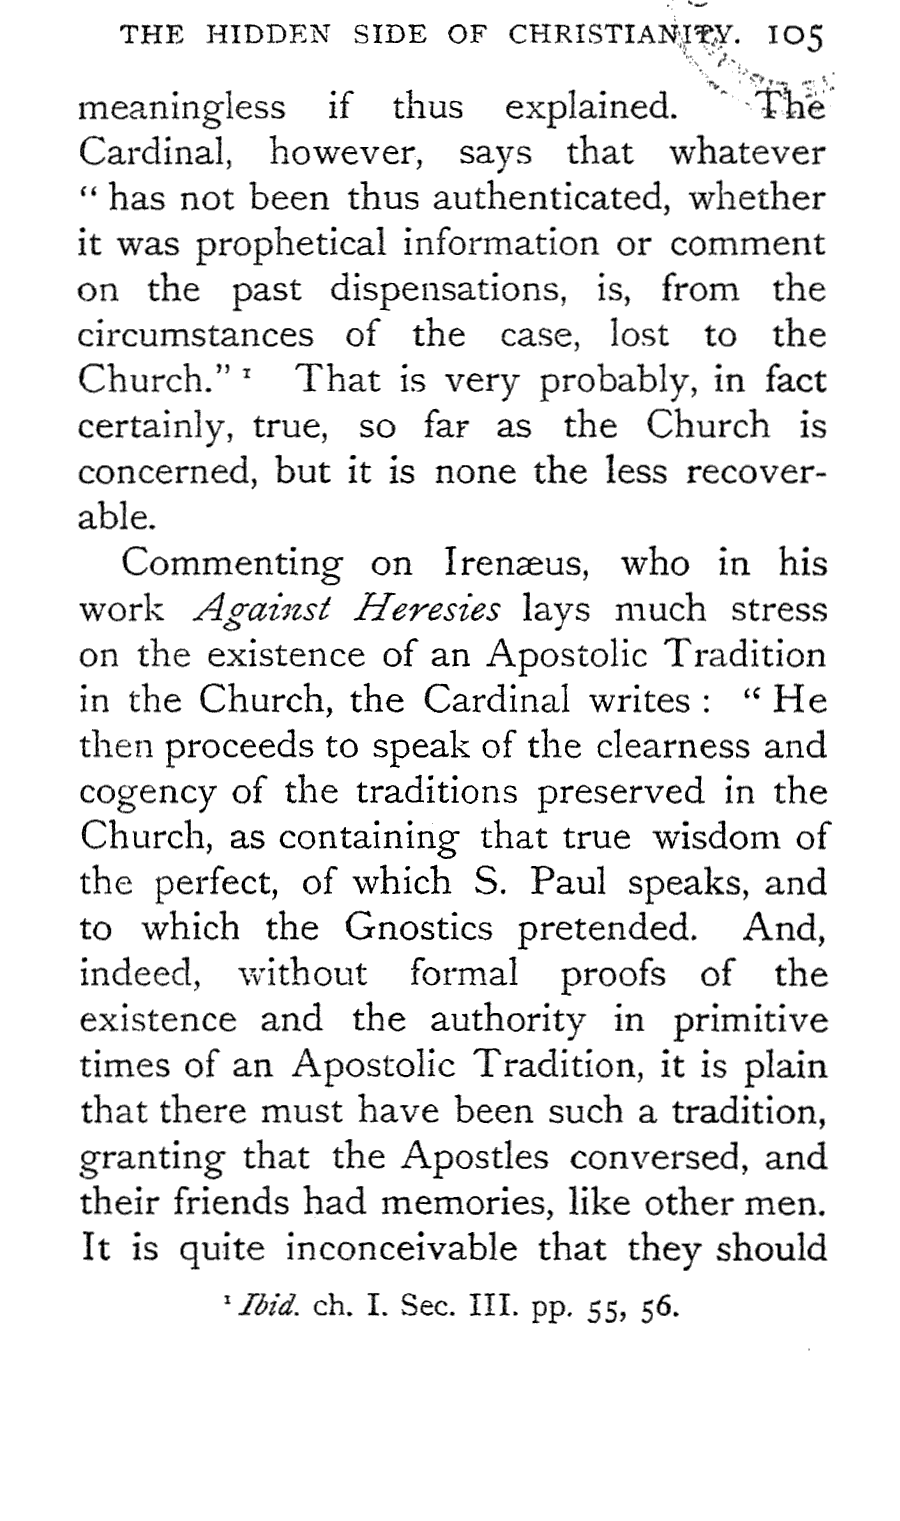 THE HIDDEN SIDE OF CHRISTIANITY. 105
meaningless if thus explained. The
Cardinal, however, says that whatever
“ has not been thus authenticated, whether
it was prophetical information or comment
on the past dispensations, is, from the
circumstances of the case, lost to the
Church.” ¹ That is very probably, in fact
certainly, true, so far as the Church is
concerned, but it is none the less recover-
able.
Commenting on Irenæus, who in his
work Against Heresies lays much stress
on the existence of an Apostolic Tradition
in the Church, the Cardinal writes : “ He
then proceeds to speak of the clearness and
cogency of the traditions preserved in the
Church, as containing that true wisdom of
the perfect, of which S. Paul speaks, and
to which the Gnostics pretended. And,
indeed, without formal proofs of the
existence and the authority in primitive
times of an Apostolic Tradition, it is plain
that there must have been such a tradition,
granting that the Apostles conversed, and
their friends had memories, like other men.
It is quite inconceivable that they should
¹ Ibid. ch. I. Sec. III. pp. 55, 56.